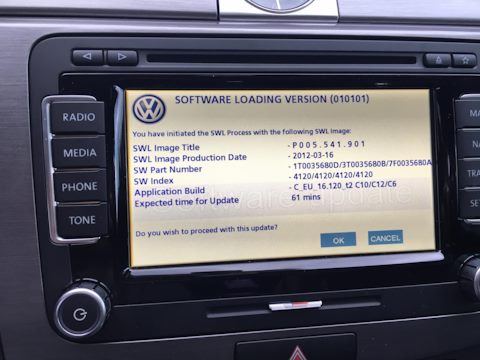 RADIO
MEDIA
PHONE
TONE
SOFTWARE LOADING VERSION (010101)
You have initiated the SWL Process with the following SWL Image:
SWL Image Title - P005.541.901
SWL Image Production Date - 2012-03-16
SW Part Number - 1T0035680D/3T0035680B/7F0035680A
SW Index - 4120/4120/4120/4120
Application Build - C_EU_16.120_t2 C10/C12/C6
Expected time for Update 61 mins
Do you wish to proceed with this update?
OK CANCEL